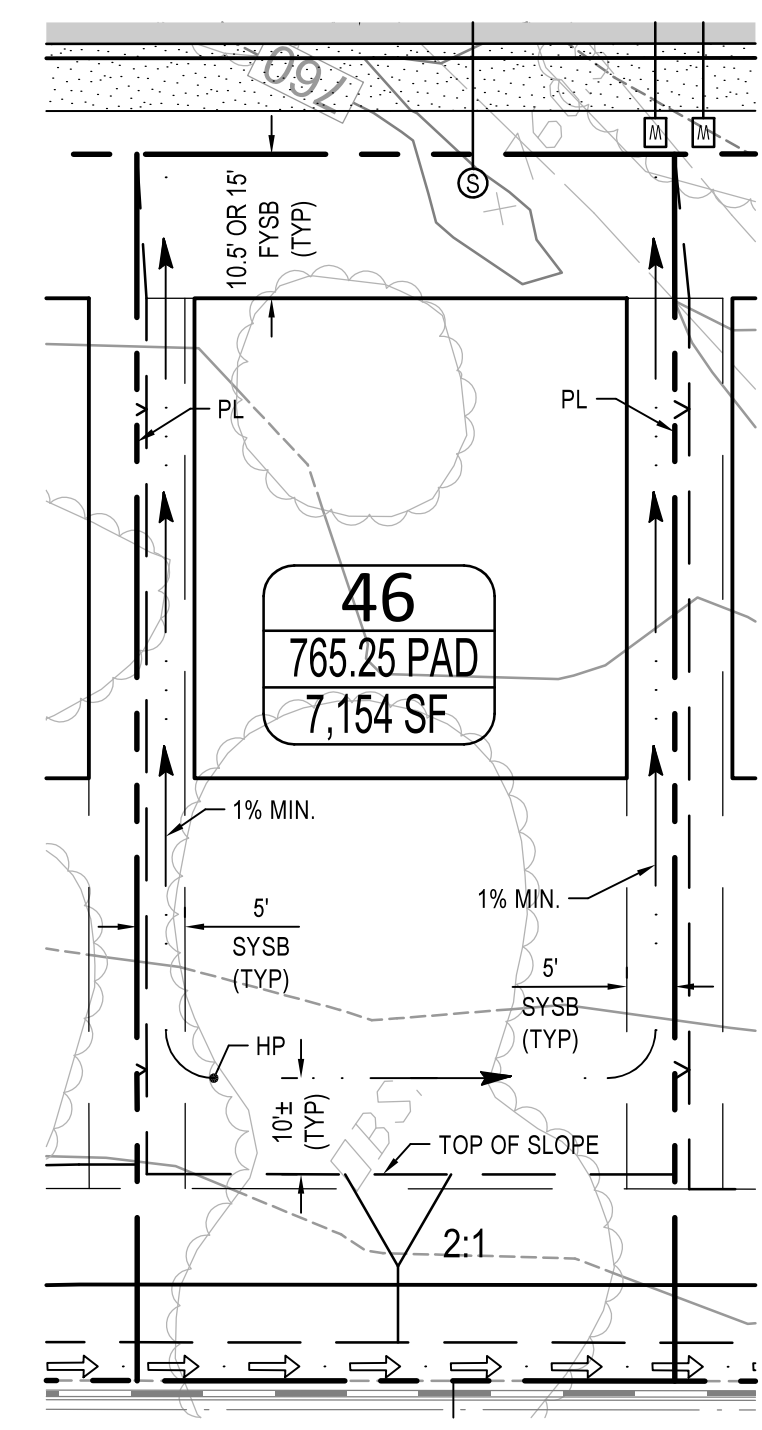 760
10.5' OR 15'
FYSB
(TYP)
S
M
M
PL
PL
46
765.25 PAD
7,154 SF
1% MIN.
1% MIN.
5'
SYSB
(TYP)
5'
SYSB
(TYP)
HP
10'±
(TYP)
TOP OF SLOPE
2:1